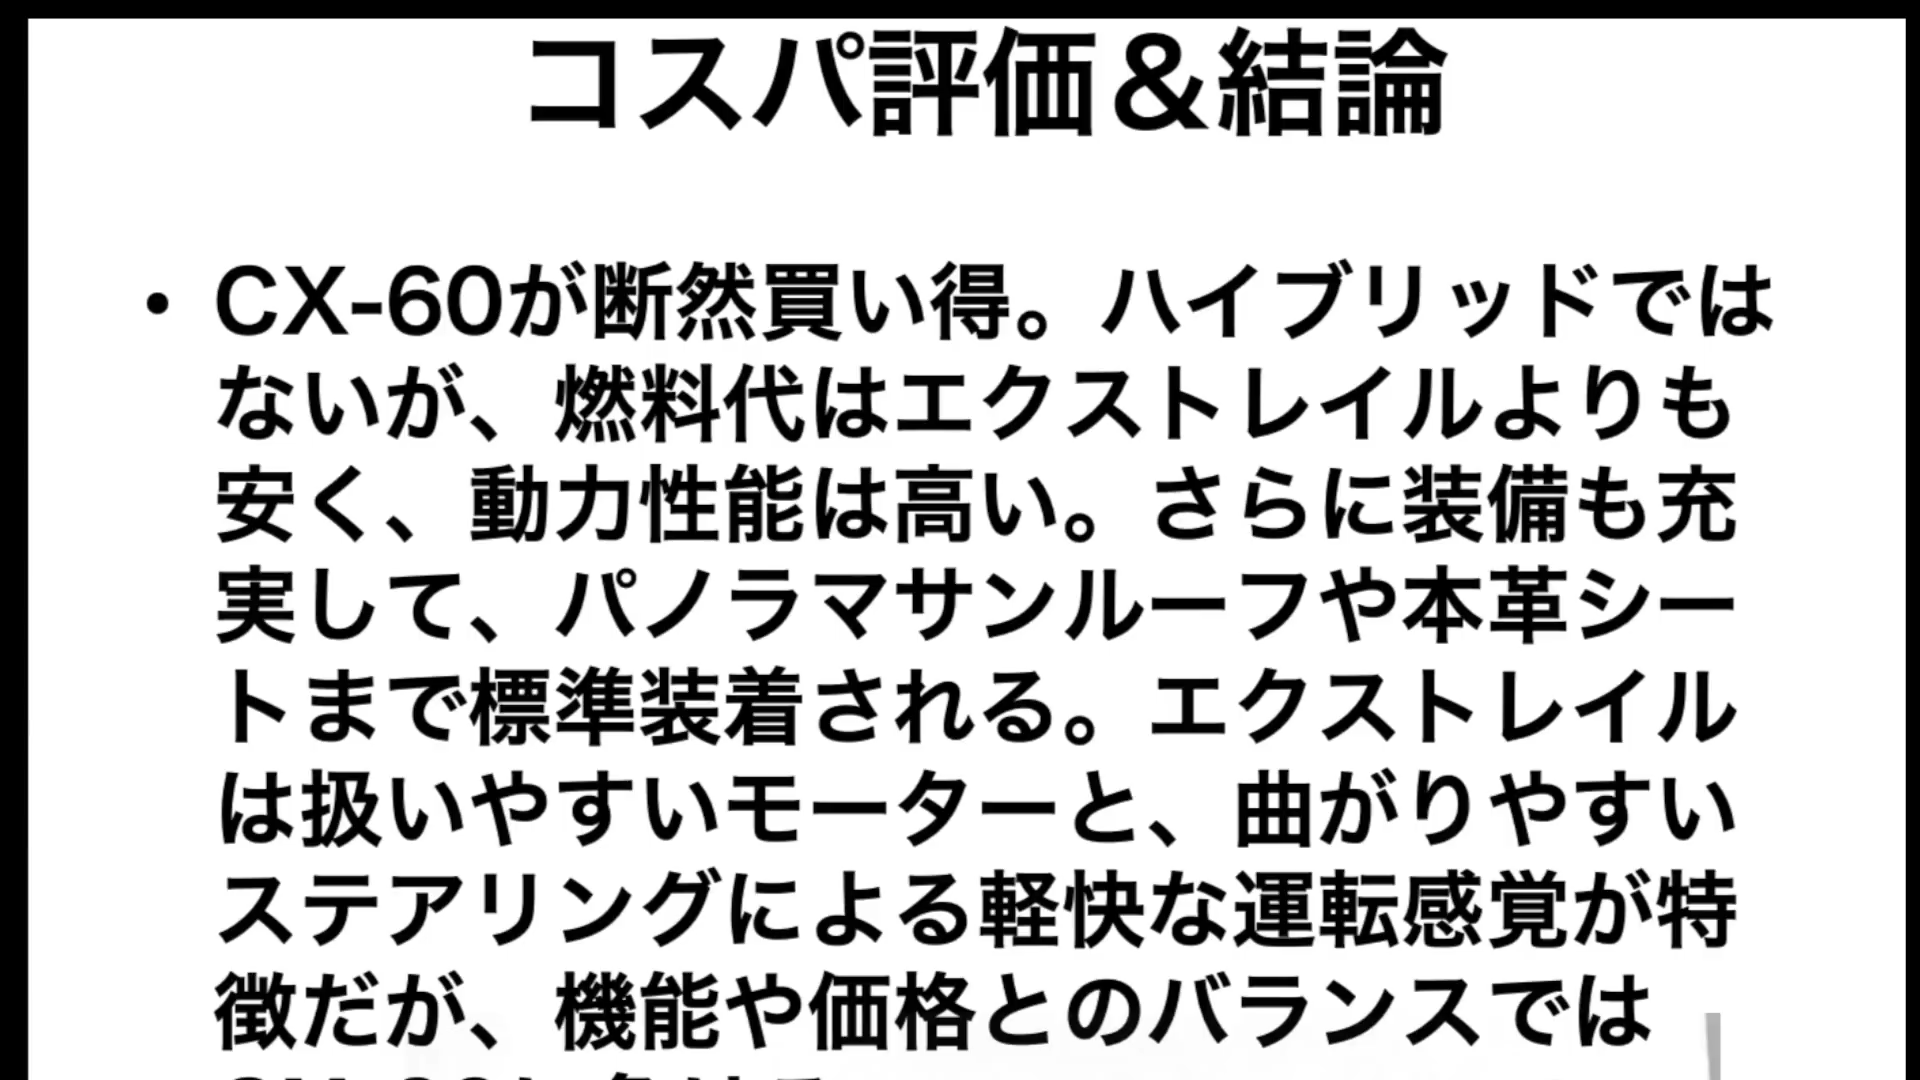 コスパ評価＆結論
・CX-60が断然買い得。ハイブリッドでは
ないが、燃料代はエクストレイルよりも
安く、動力性能は高い。さらに装備も充
実して、パノラマサンルーフや本革シー
トまで標準装着される。エクストレイル
は扱いやすいモーターと、曲がりやすい
ステアリングによる軽快な運転感覚が特
徴だが、機能や価格とのバランスでは